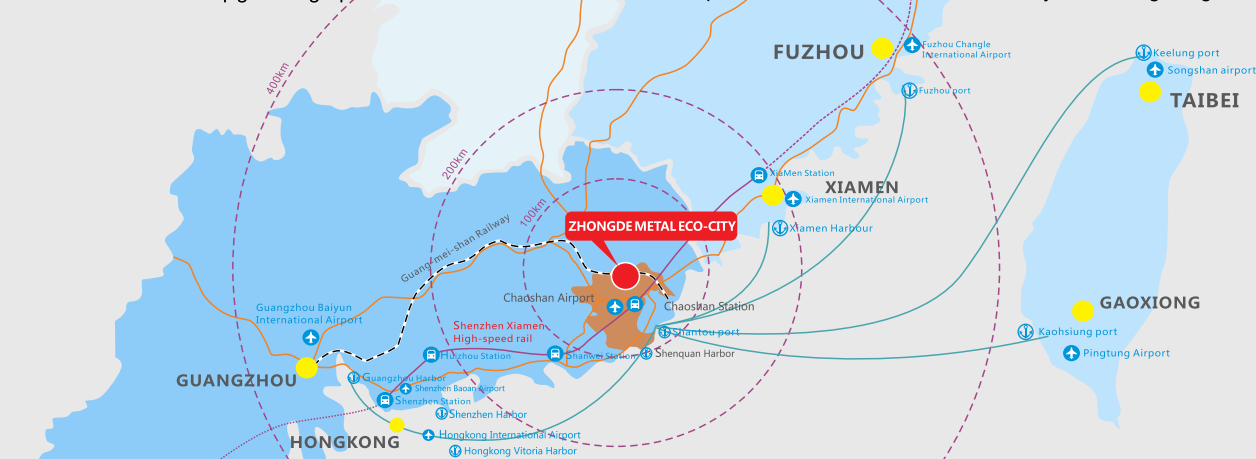 400km
FUZHOU
Fuzhou Changle
International Airport
Keelung port
Songshan airport
Fuzhou port
TAIBEI
200km
XiaMen Station
XIAMEN
Xiamen International Airport
100km
ZHONGDE METAL ECO-CITY
Xiamen Harbour
Guang-mei-shan Railway
Chaoshan Airport
Chaoshan Station
GAOXIONG
Guangzhou Baiyun
International Airport
Shenzhen Xiamen
High-speed rail
Shantou port
Kaohsiung port
Huizhou Station
Shanwei Station
Shenquan Harbor
Pingtung Airport
GUANGZHOU
Guangzhou Harbor
Shenzhen Baoan Airport
Shenzhen Station
Shenzhen Harbor
HONGKONG
Hongkong International Airport
Hongkong Vitoria Harbor